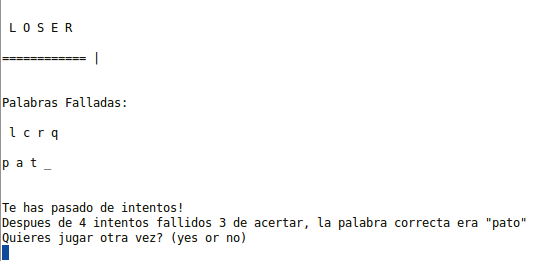 L O S E R
============ |
Palabras Falladas:
l c r q
p a t _
Te has pasado de intentos!
Despues de 4 intentos fallidos 3 de acertar, la palabra correcta era "pato"
Quieres jugar otra vez? (yes or no)